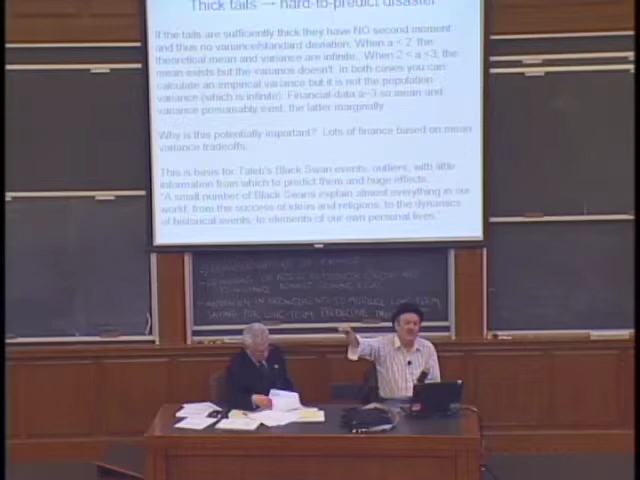 Thick tails → hard-to-predict disaster
If the tails are sufficiently thick they have NO second moment
and thus no variance/standard deviation. When a < 2, the
theoretical mean and variance are infinite. When 2 < a <3, the
mean exists but the variance doesn't. In both cases you can
calculate an empirical variance but it is not the population
variance (which is infinite). Financial data a~3 so mean and
variance presumably exist, the latter marginally.
Why is this potentially important? Lots of finance based on mean
variance tradeoffs.
This is basis for Taleb's Black Swan events, outliers, with little
information from which to predict them and huge effects.
"A small number of Black Swans explain almost everything in our
world, from the success of ideas and religions, to the dynamics
of historical events, to elements of our own personal lives."